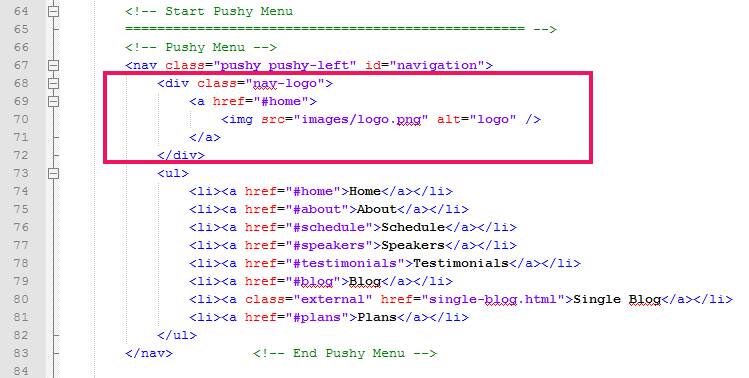 64 <!-- Start Pushy Menu
65 ================================================== -->
66 <!-- Pushy Menu -->
67 <nav class="pushy pushy-left" id="navigation">
68 <div class="nav-logo">
69 <a href="#home">
70 <img src="images/logo.png" alt="logo" />
71 </a>
72 </div>
73 <ul>
74 <li><a href="#home">Home</a></li>
75 <li><a href="#about">About</a></li>
76 <li><a href="#schedule">Schedule</a></li>
77 <li><a href="#speakers">Speakers</a></li>
78 <li><a href="#testimonials">Testimonials</a></li>
79 <li><a href="#blog">Blog</a></li>
80 <li><a class="external" href="single-blog.html">Single Blog</a></li>
81 <li><a href="#plans">Plans</a></li>
82 </ul>
83 </nav> <!-- End Pushy Menu -->
84